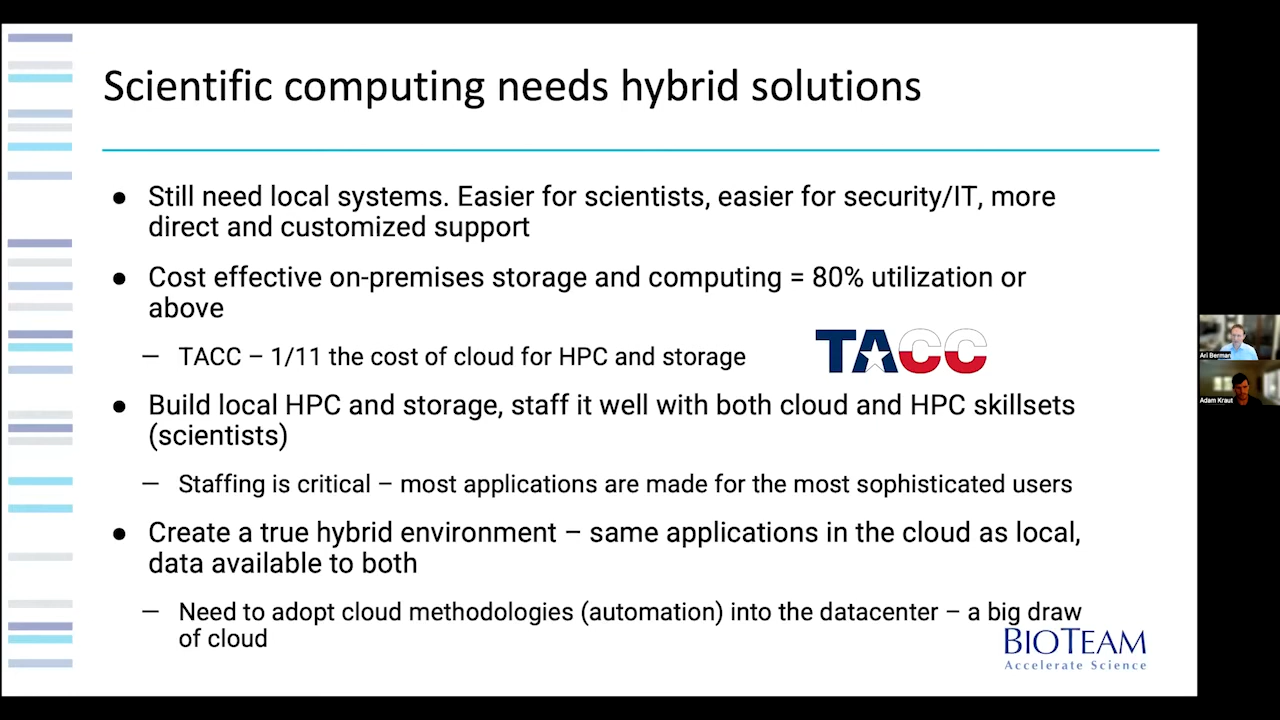 Scientific computing needs hybrid solutions
● Still need local systems. Easier for scientists, easier for security/IT, more
direct and customized support
● Cost effective on-premises storage and computing = 80% utilization or
above
– TACC – 1/11 the cost of cloud for HPC and storage
TACC
● Build local HPC and storage, staff it well with both cloud and HPC skillsets
(scientists)
– Staffing is critical – most applications are made for the most sophisticated users
● Create a true hybrid environment – same applications in the cloud as local,
data available to both
– Need to adopt cloud methodologies (automation) into the datacenter – a big draw
of cloud
BIOTEAM
Accelerate Science
Ari Berman
Adam Kraut